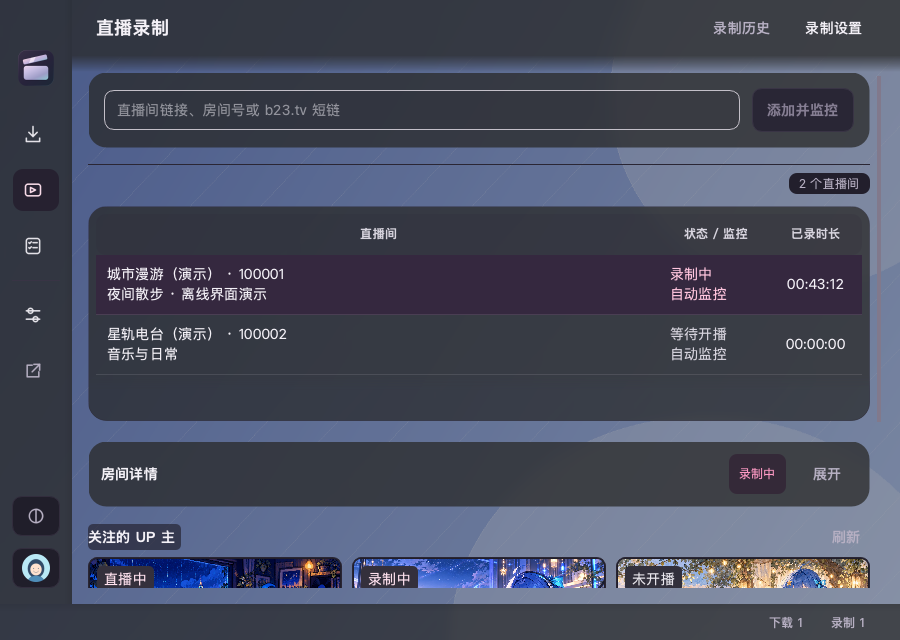 直播录制
录制历史
录制设置
直播间链接、房间号或 b23.tv 短链
添加并监控
2 个直播间
直播间
状态 / 监控
已录时长
城市漫游（演示） · 100001
夜间散步 · 离线界面演示
录制中
自动监控
00:43:12
星轨电台（演示） · 100002
音乐与日常
等待开播
自动监控
00:00:00
房间详情
录制中
展开
关注的 UP 主
刷新
直播中
录制中
未开播
下载 1
录制 1